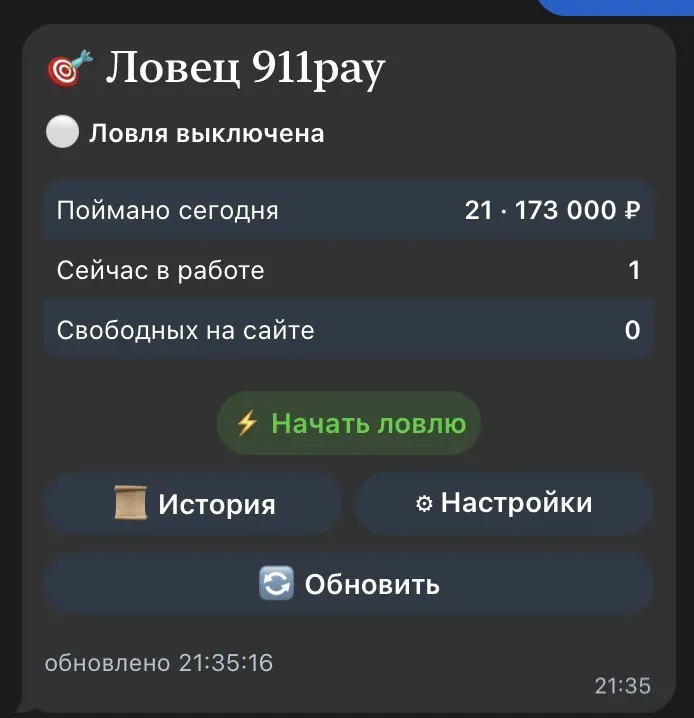 🎯 Ловец 911pay
⚪ Ловля выключена
Поймано сегодня 21 · 173 000 ₽
Сейчас в работе 1
Свободных на сайте 0
⚡ Начать ловлю
📜 История ⚙ Настройки
🔄 Обновить
обновлено 21:35:16
21:35